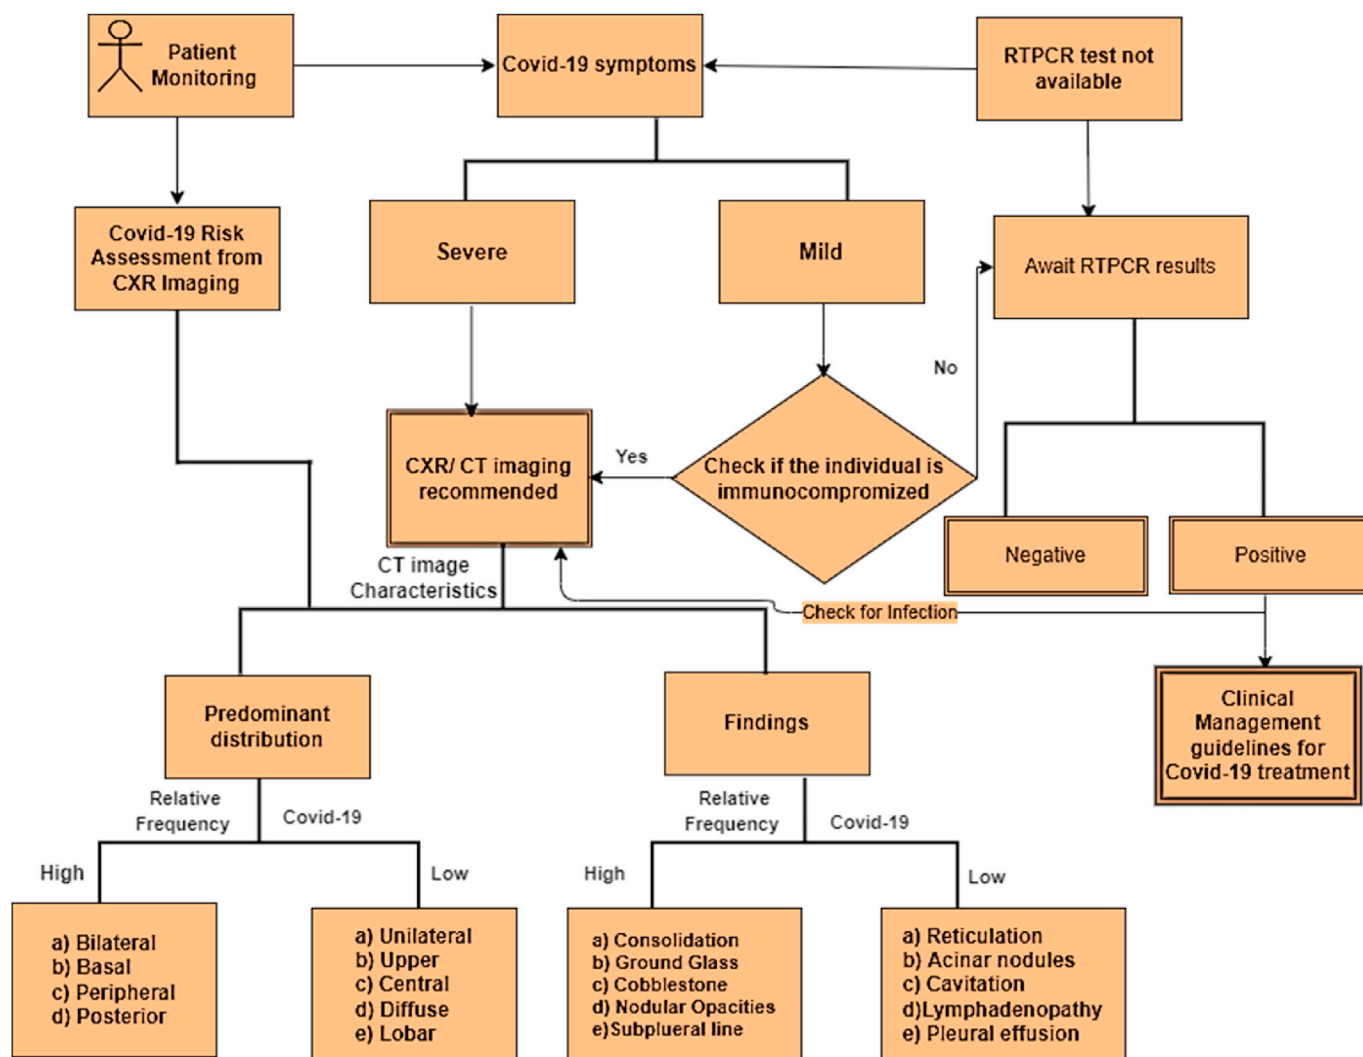 Patient
Monitoring
Covid-19 symptoms
RTPCR test not
available
Covid-19 Risk
Assessment from
CXR Imaging
Severe
Mild
Await RTPCR results
No
CXR/ CT imaging
recommended
Yes
Check if the individual is
immunocompromized
Negative
Positive
CT image
Characteristics
Check for Infection
Predominant
distribution
Findings
Clinical
Management
guidelines for
Covid-19 treatment
Relative
Frequency
Covid-19
High
Low
Relative
Frequency
Covid-19
High
Low
a) Bilateral
b) Basal
c) Peripheral
d) Posterior
a) Unilateral
b) Upper
c) Central
d) Diffuse
e) Lobar
a) Consolidation
b) Ground Glass
c) Cobblestone
d) Nodular Opacities
e)Subplueral line
a) Reticulation
b) Acinar nodules
c) Cavitation
d)Lymphadenopathy
e) Pleural effusion